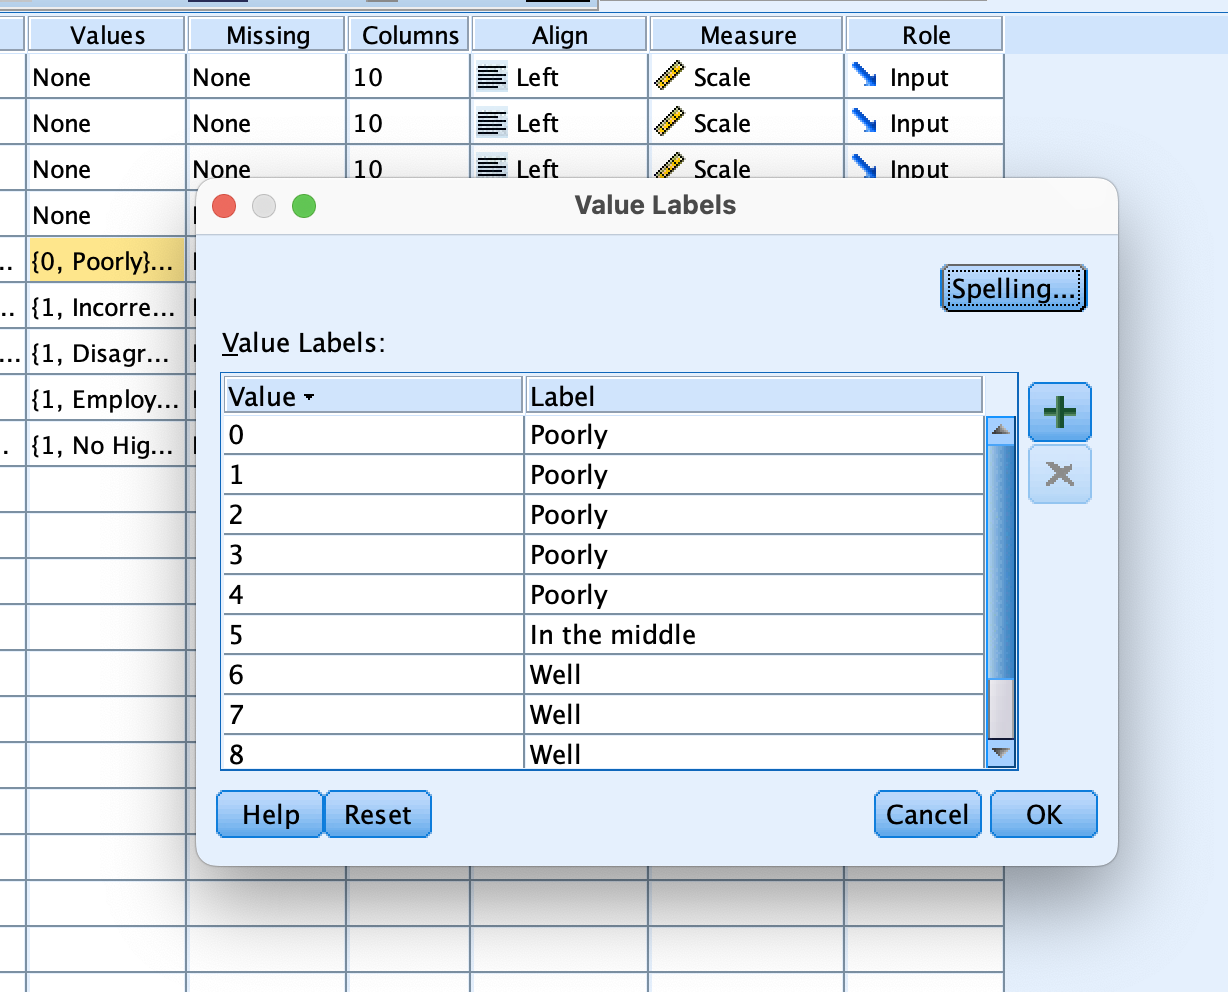 Values Missing Columns Align Measure Role
None None 10 Left Scale Input
None None 10 Left Scale Input
None None 10 Left Scale Input
None
Value Labels
... {0, Poorly}...
Spelling...
... {1, Incorre...
Value Labels:
... {1, Disagr...
{1, Employ...
. {1, No Hig...
Value Label
0 Poorly
1 Poorly
2 Poorly
3 Poorly
4 Poorly
5 In the middle
6 Well
7 Well
8 Well
Help Reset Cancel OK